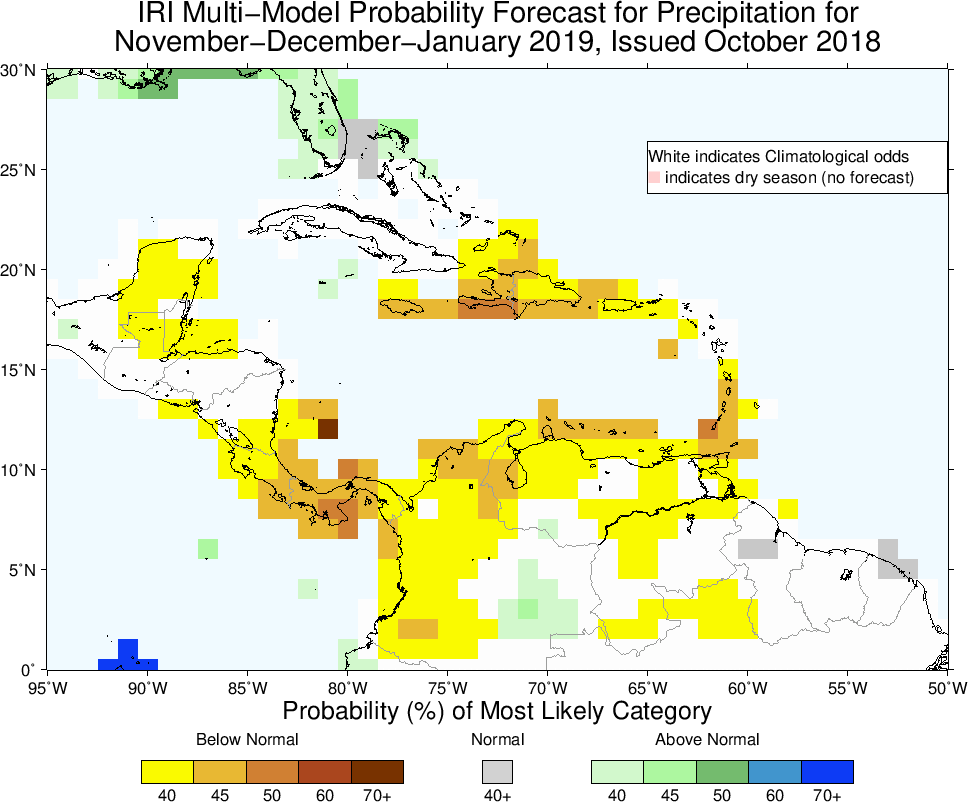 IRI Multi−Model Probability Forecast for Precipitation for
November−December−January 2019, Issued October 2018
30˚N
25˚N
20˚N
15˚N
10˚N
5˚N
0˚
White indicates Climatological odds
indicates dry season (no forecast)
95˚W 90˚W 85˚W 80˚W 75˚W 70˚W 65˚W 60˚W 55˚W 50˚W
Probability (%) of Most Likely Category
Below Normal Normal Above Normal
40 45 50 60 70+ 40+ 40 45 50 60 70+